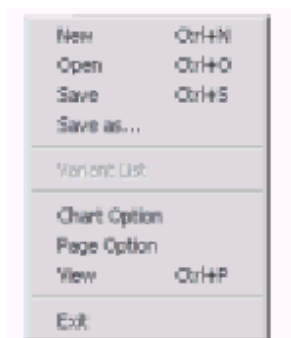 New Ctrl+N
Open Ctrl+O
Save Ctrl+S
Save as...
Variant List
Chart Option
Page Option
View Ctrl+P
Exit